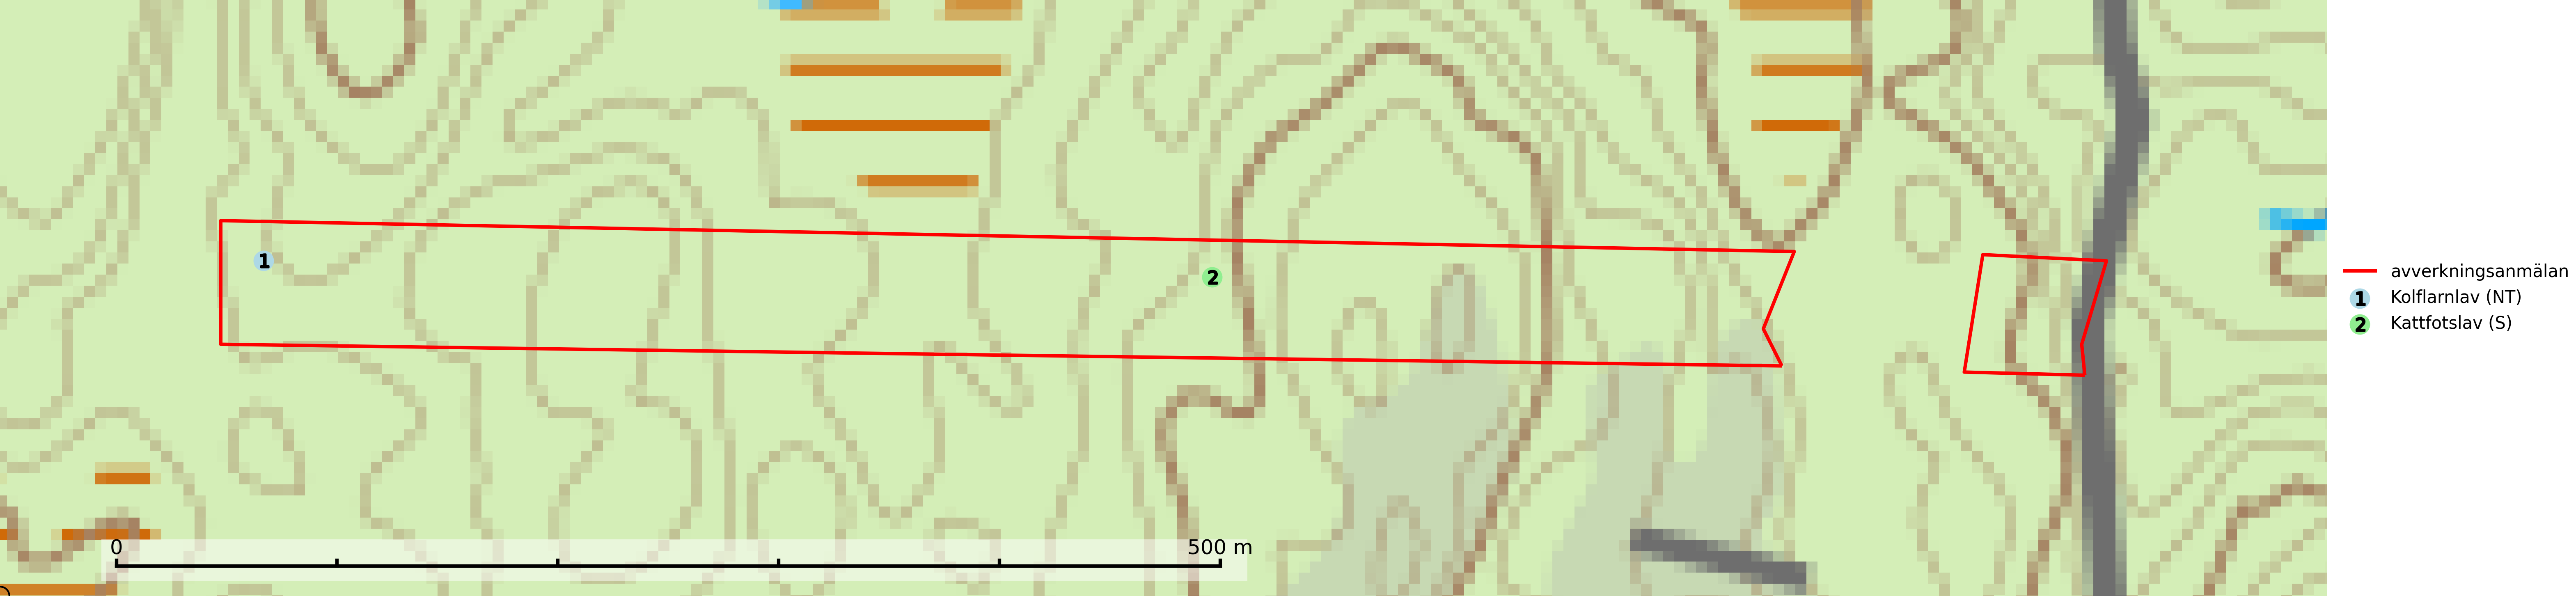 1
2
0
500 m
avverkningsanmälan
1 Kolflarnlav (NT)
2 Kattfotslav (S)